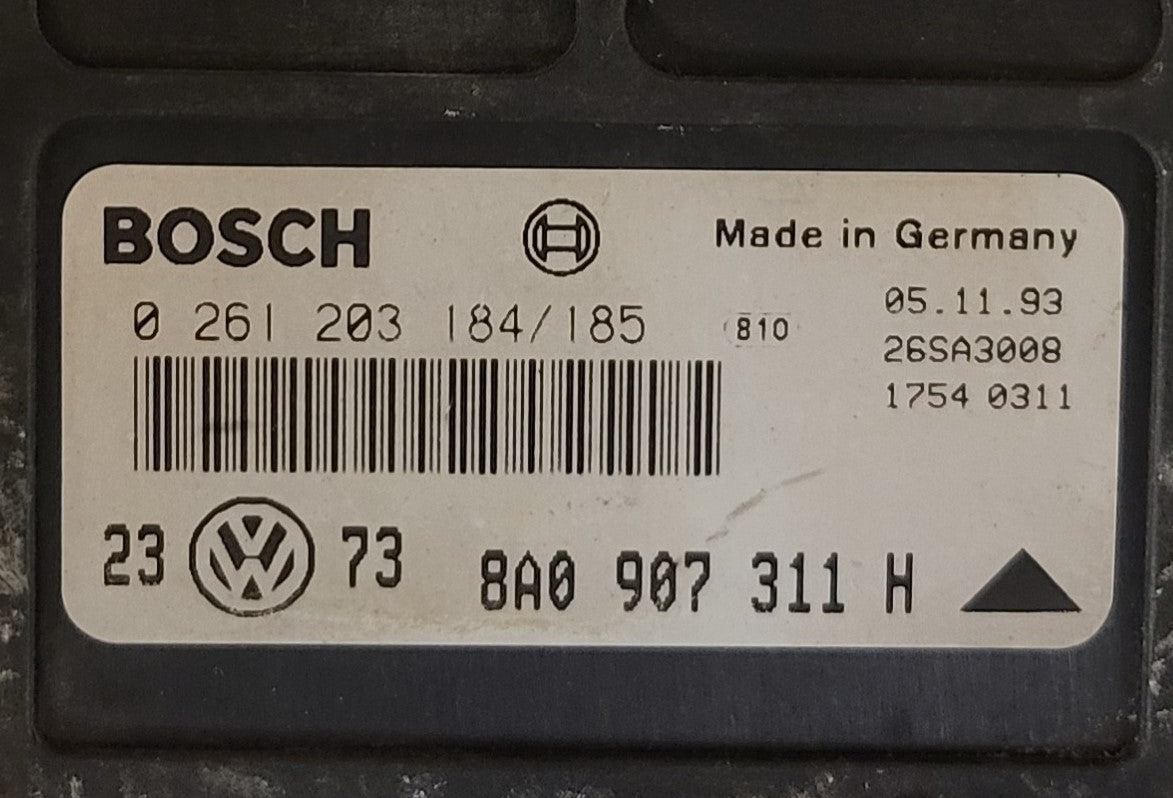 BOSCH Made in Germany
0 261 203 184/185 810 05.11.93
26SA3008
1754 0311
23 VW 73 8A0 907 311 H